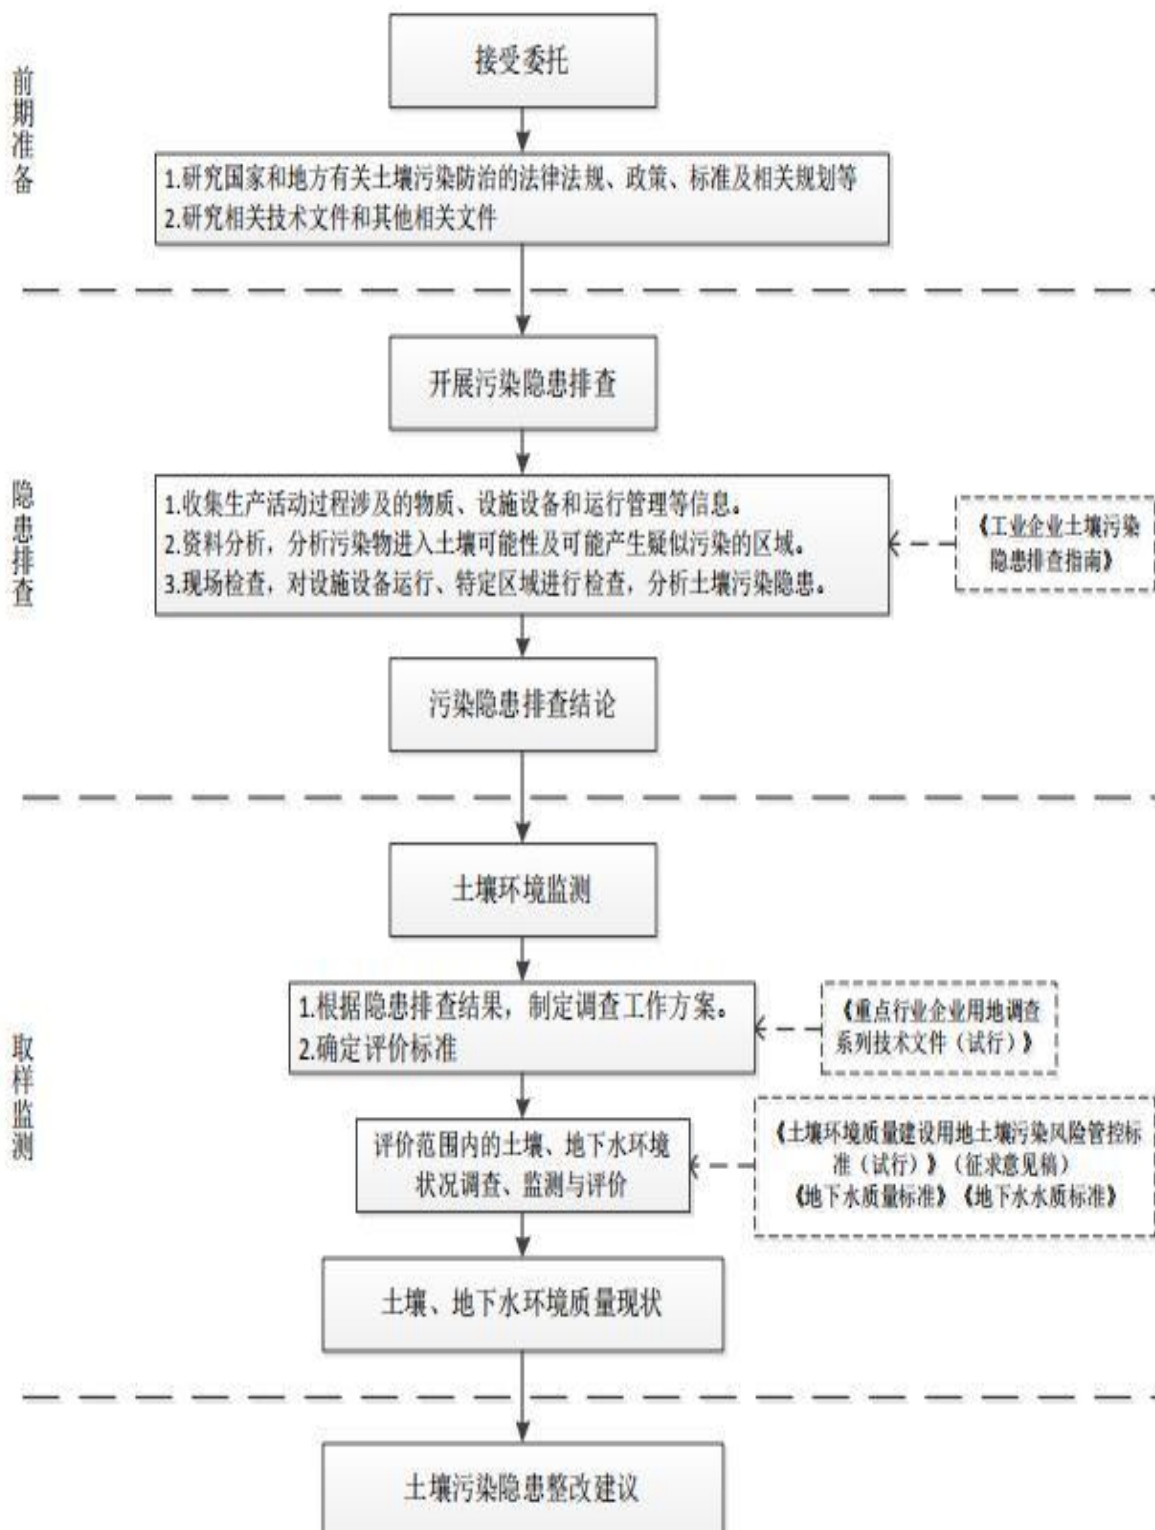 前期准备
接受委托
1.研究国家和地方有关土壤污染防治的法律法规、政策、标准及相关规划等
2.研究相关技术文件和其他相关文件
隐患排查
开展污染隐患排查
1.收集生产活动过程涉及的物质、设施设备和运行管理等信息。
2.资料分析，分析污染物进入土壤可能性及可能产生疑似污染的区域。
3.现场检查，对设施设备运行、特定区域进行检查，分析土壤污染隐患。
《工业企业土壤污染
隐患排查指南》
污染隐患排查结论
取样监测
土壤环境监测
1.根据隐患排查结果，制定调查工作方案。
2.确定评价标准
《重点行业企业用地调查
系列技术文件（试行）》
评价范围内的土壤、地下水环境
状况调查、监测与评价
《土壤环境质量建设用地土壤污染风险管控标
准（试行）》（征求意见稿）
《地下水质量标准》《地下水水质标准》
土壤、地下水环境质量现状
土壤污染隐患整改建议